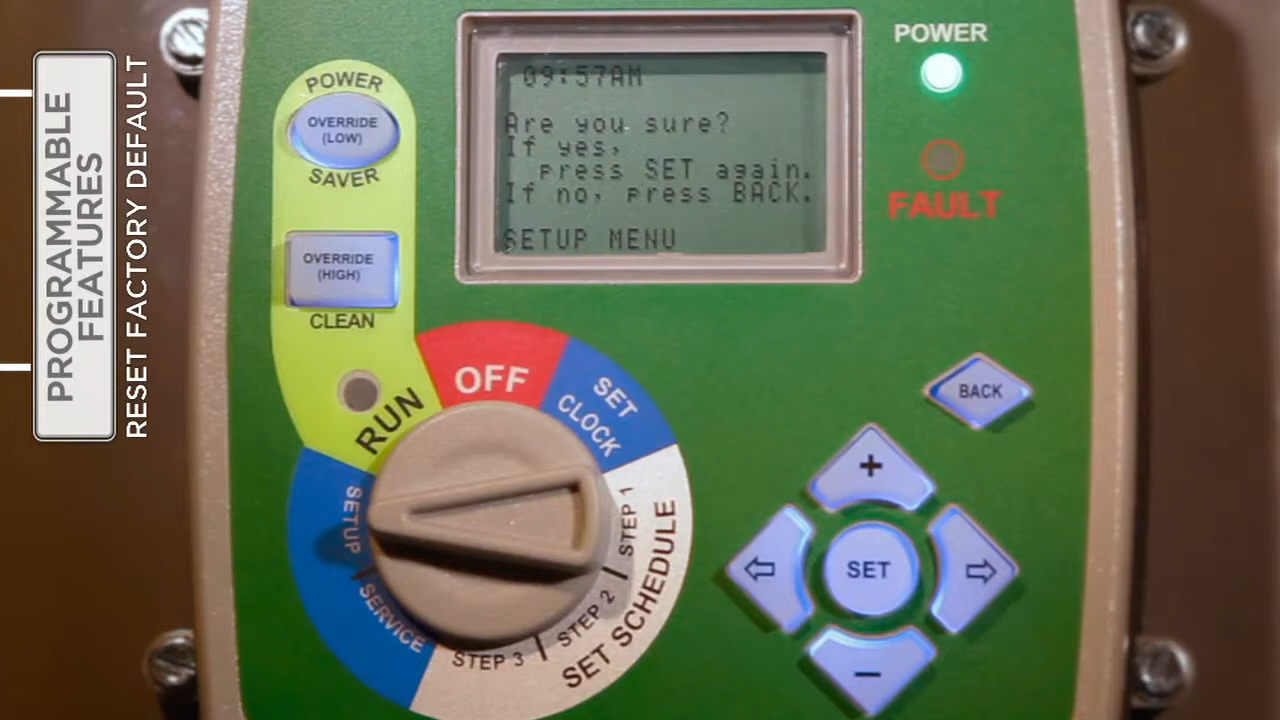 PROGRAMMABLE
FEATURES
RESET FACTORY DEFAULT
POWER
OVERRIDE
(LOW)
SAVER
OVERRIDE
(HIGH)
CLEAN
RUN
OFF
SET
CLOCK
SETUP
SERVICE
STEP 3
STEP 2
STEP 1
SET SCHEDULE
09:57AM
Are you sure?
If yes,
press SET again.
If no, press BACK.
SETUP MENU
POWER
FAULT
BACK
+
SET
−